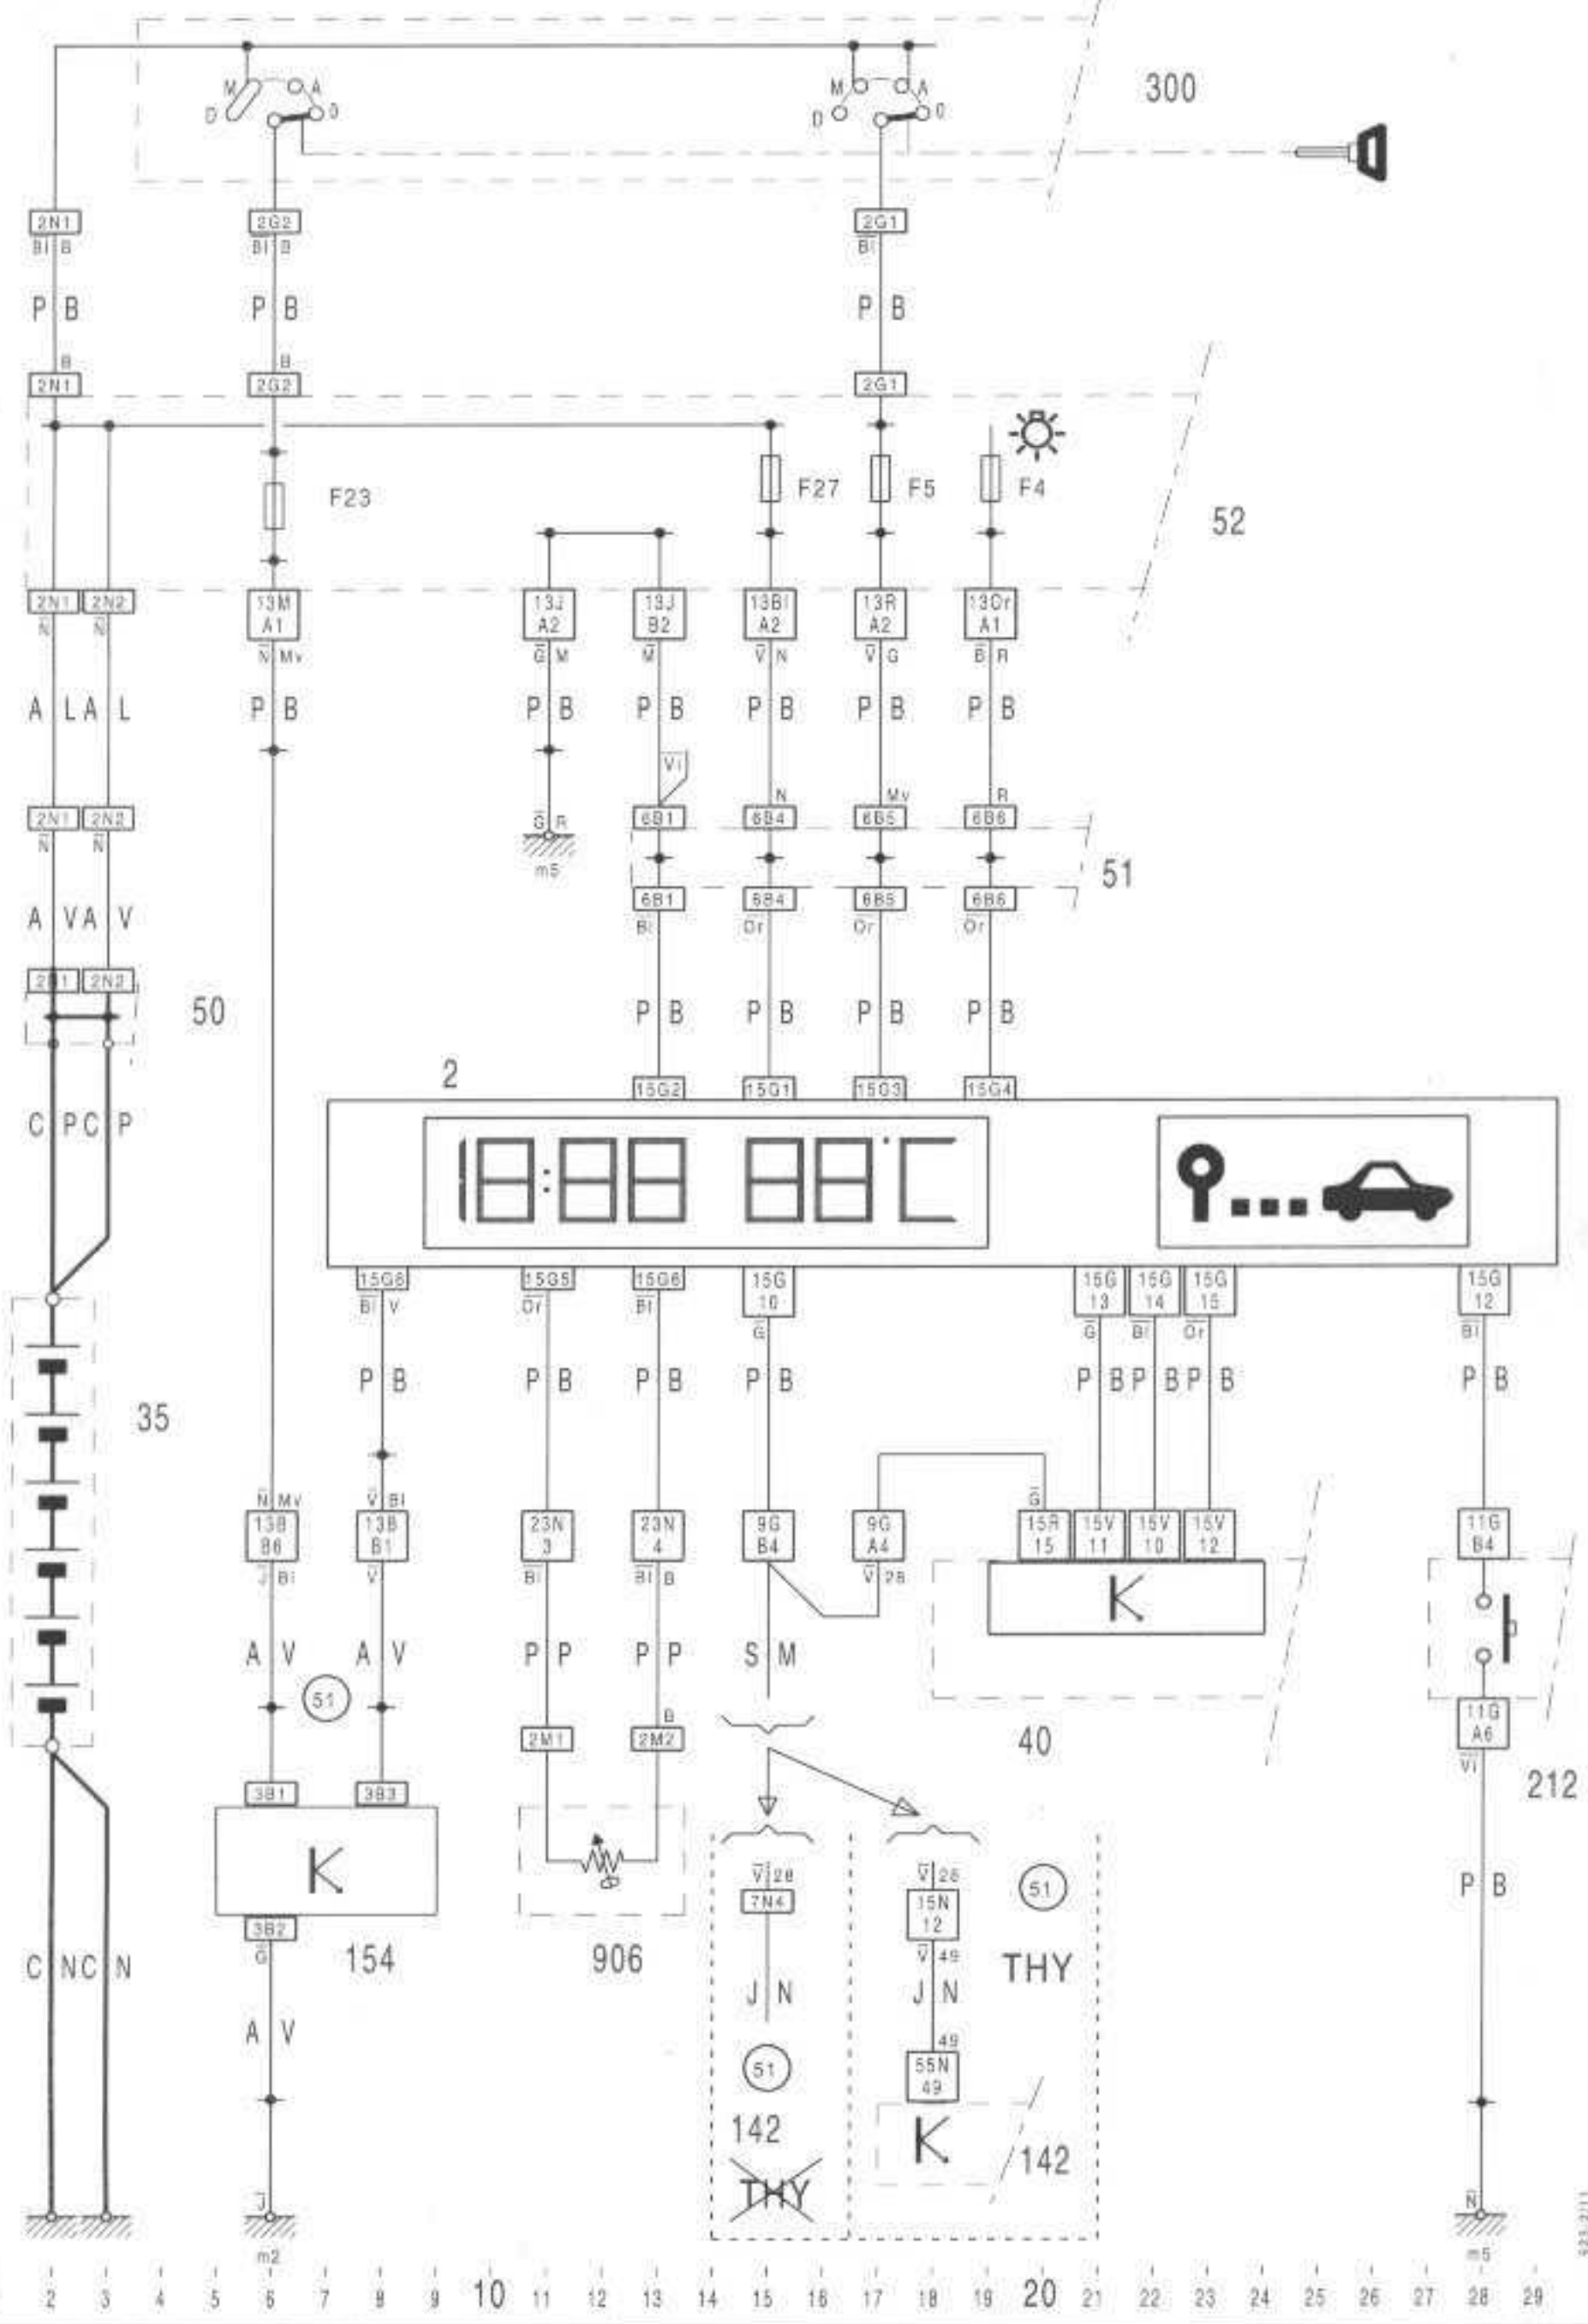 M A M A
D 0 D 0
300
2N1 2G2 2G1
Bl B Bl B Bl
P B P B P B
B B
2N1 2G2 2G1
F23 F27 F5 F4
52
2N1 2N2 13M A1 13J A2 13J B2 13Bl A2 13R A2 13Or A1
N N N Mv G M M V N V G B R
A L A L P B P B P B P B P B P B
Vi N Mv R
2N1 2N2 6B1 6B4 6B5 6B6
N N G R
m5
51
6B1 6B4 6B5 6B6
Bl Or Or Or
A V A V
2N2
50
P B P B P B P B
2
15G2 15G1 15G3 15G4
C P C P
18:88 88°C
15G5 15G6 15G 10 15G 13 15G 14 15G 15 15G 12
Bl V Or Bl G G Bl Or Bl
P B P B P B P B P B P B P B P B
35
N Mv V Bl G
13B B6 13B B1 23N 3 23N 4 9G B4 9G A4 15R 15 15V 11 15V 10 15V 12 11G B4
J Bl V Bl Bl B V 28
K
A V A V P P P P S M
51
B
2M1 2M2
40
11G A6
Vi
212
3B1 3B3
K
3B2
G
154
906
V 28
7N4
J N
51
142
THY
V 28
15N 12
V 49
J N
49
55N 49
K
142
51
THY
P B
C N C N
A V
J
m2
N
m5
2 3 4 5 6 7 8 9 10 11 12 13 14 15 16 17 18 19 20 21 22 23 24 25 26 27 28 29